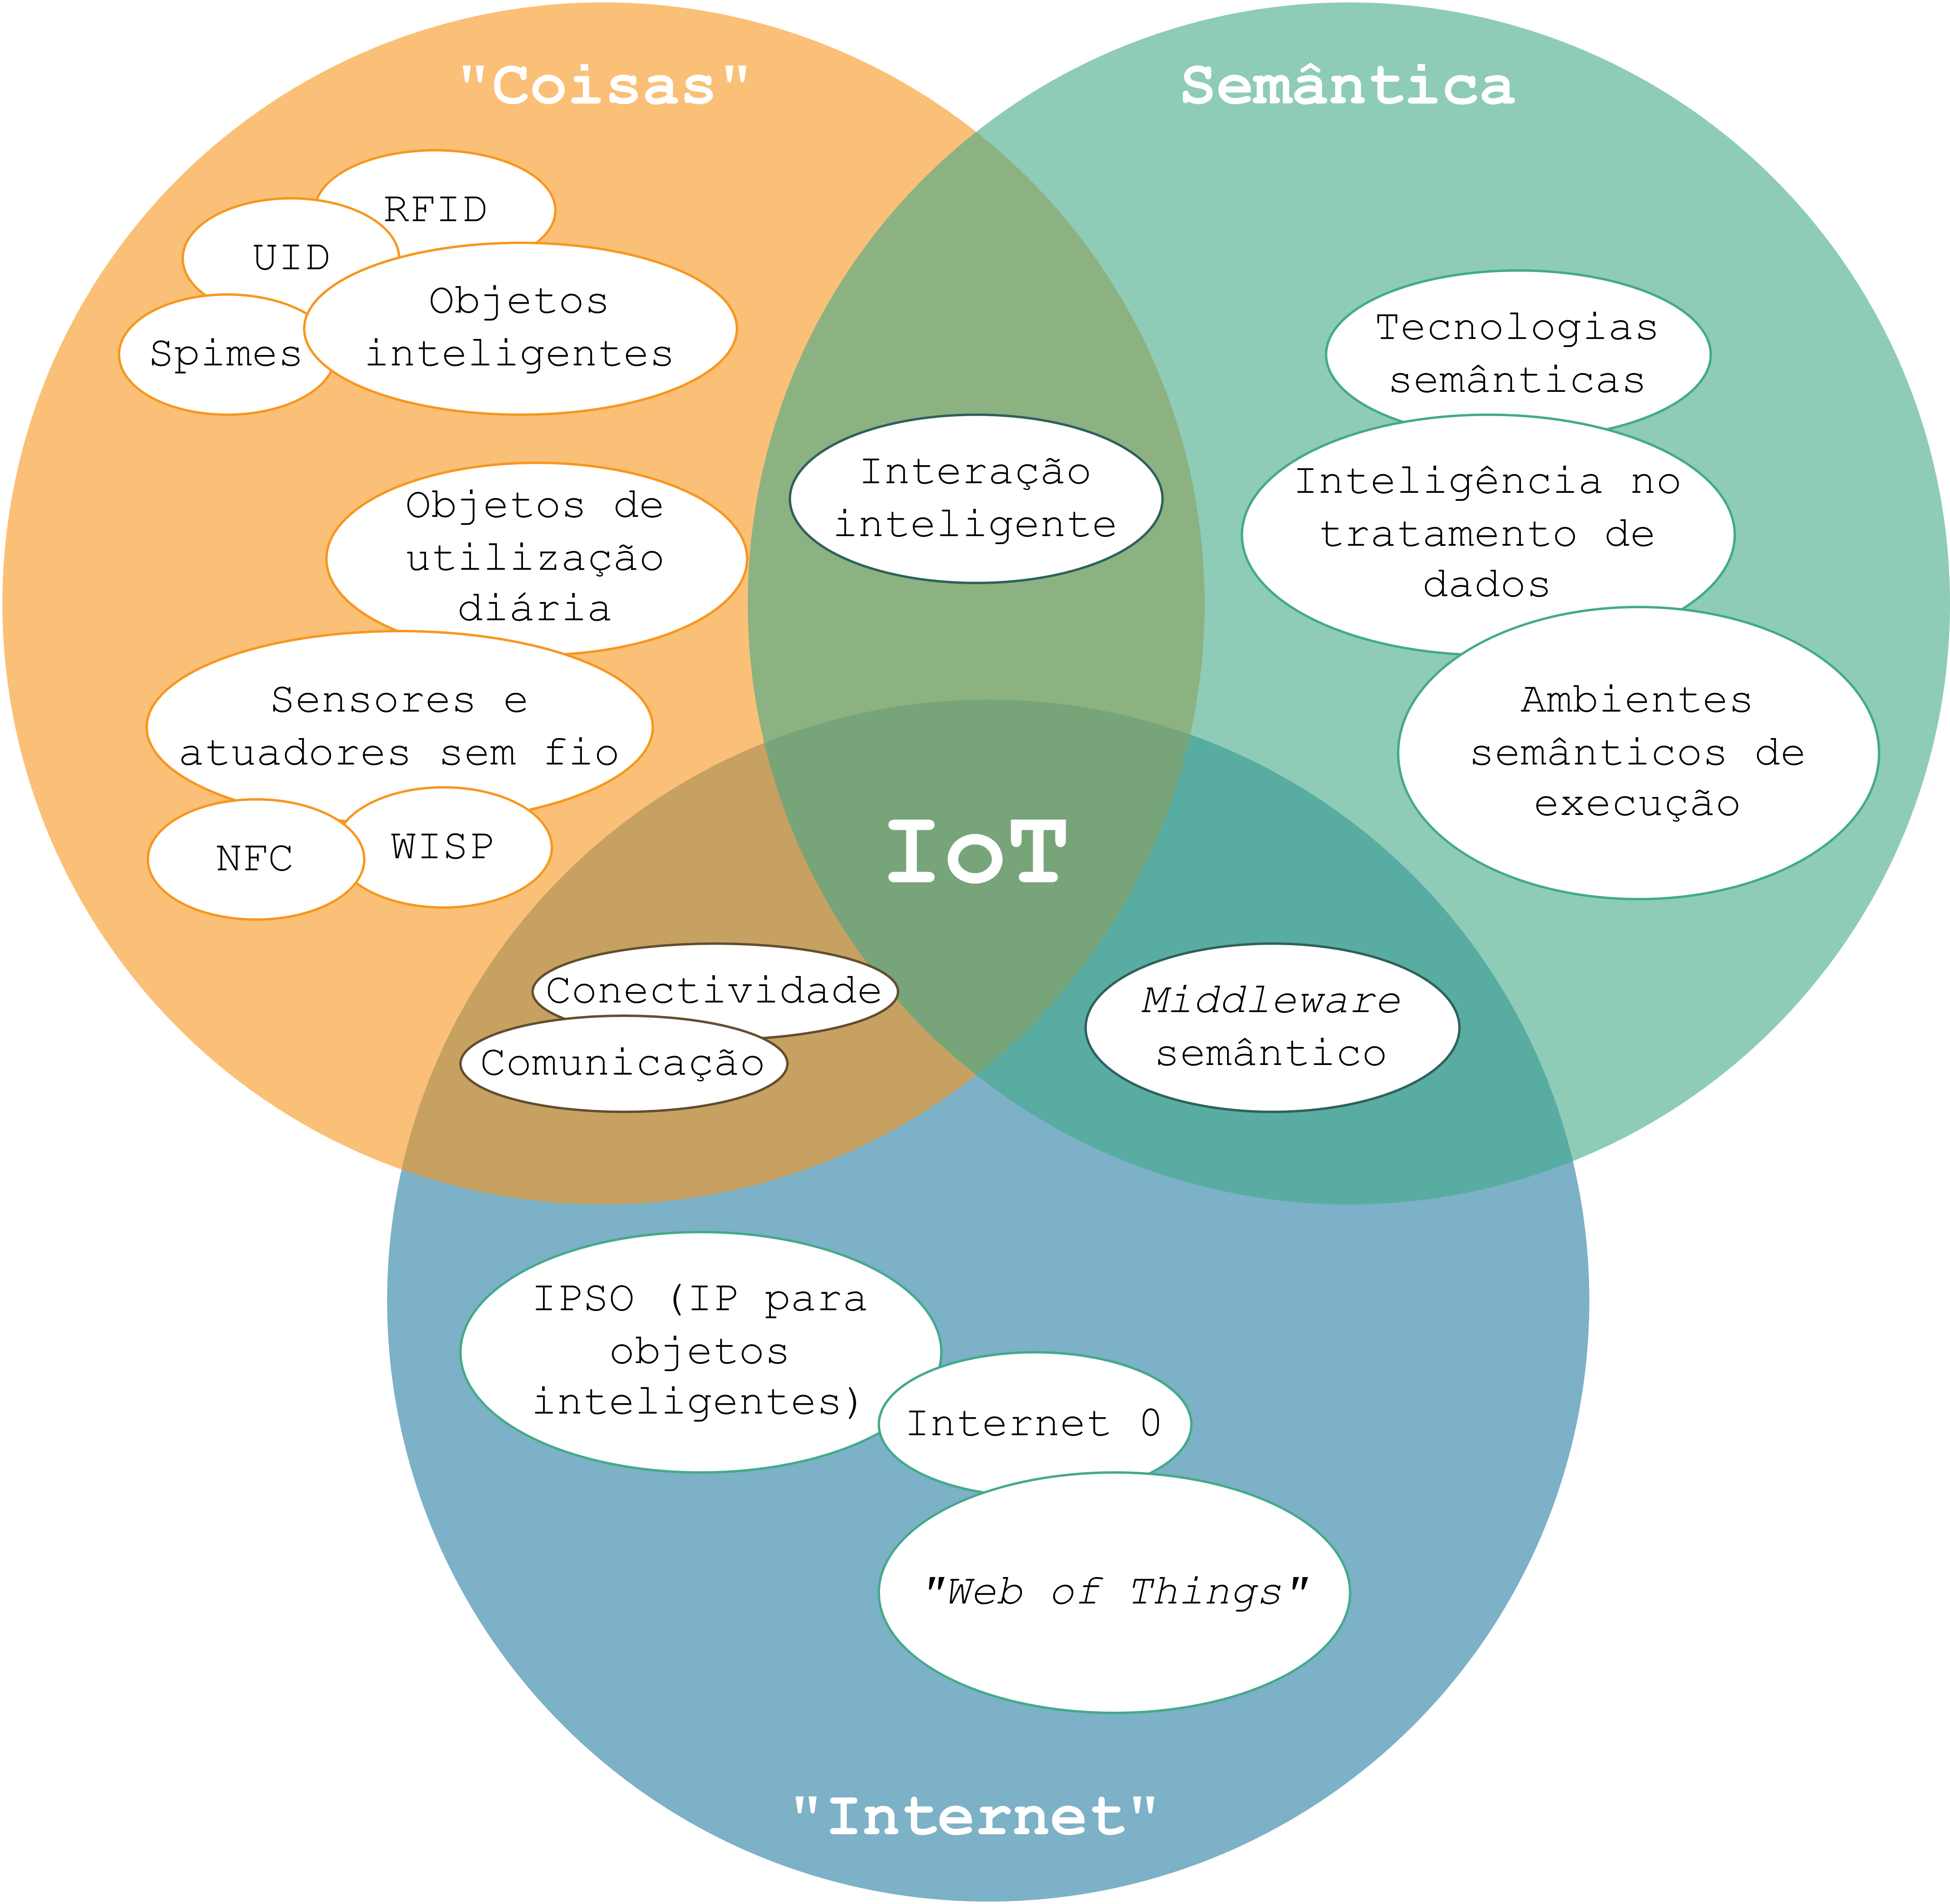 "Coisas"
Semântica
RFID
UID
Spimes
Objetos
inteligentes
Objetos de
utilização
diária
Sensores e
atuadores sem fio
NFC
WISP
Interação
inteligente
Tecnologias
semânticas
Inteligência no
tratamento de
dados
Ambientes
semânticos de
execução
IoT
Conectividade
Comunicação
Middleware
semântico
IPSO (IP para
objetos
inteligentes)
Internet 0
"Web of Things"
"Internet"